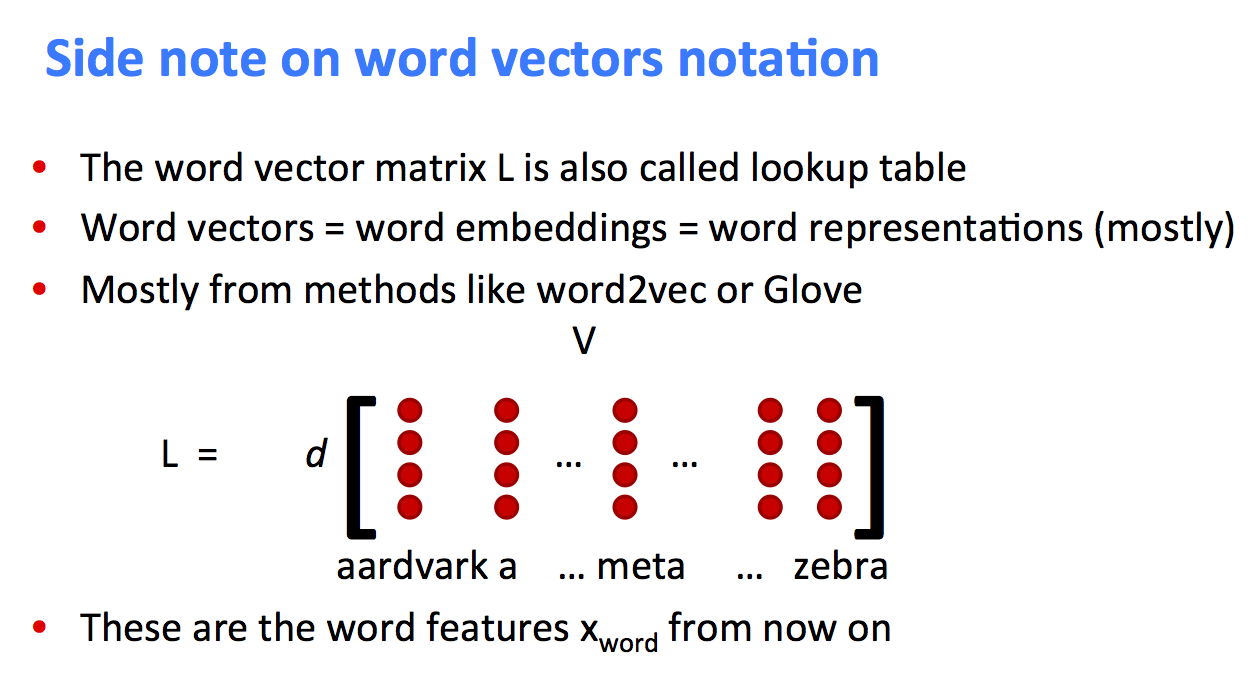 Side note on word vectors notation
• The word vector matrix L is also called lookup table
• Word vectors = word embeddings = word representations (mostly)
• Mostly from methods like word2vec or Glove
V
L = d [ ... ... ]
aardvark a ... meta ... zebra
• These are the word features x_word from now on